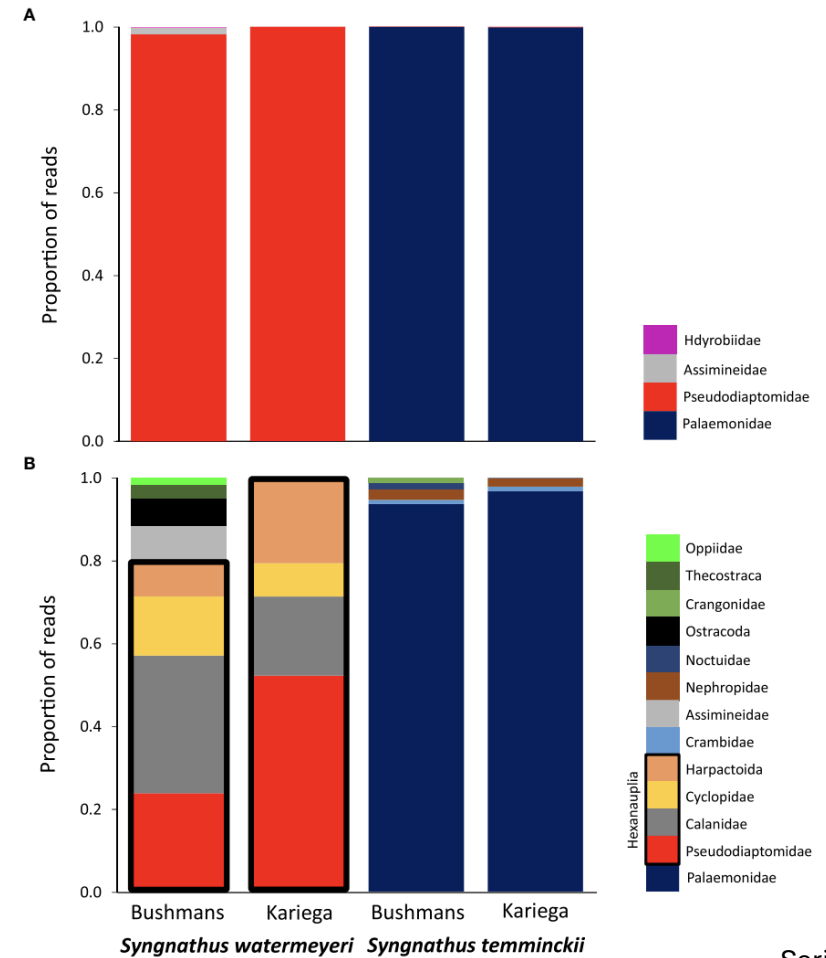 A
1.0
0.8
0.6
0.4
0.2
0.0
Proportion of reads
Hdyrobiidae
Assimineidae
Pseudodiaptomidae
Palaemonidae
B
1.0
0.8
0.6
0.4
0.2
0.0
Proportion of reads
Oppiidae
Thecostraca
Crangonidae
Ostracoda
Noctuidae
Nephropidae
Assimineidae
Crambidae
Harpactoida
Cyclopidae
Calanidae
Pseudodiaptomidae
Palaemonidae
Hexanauplia
Bushmans Kariega Bushmans Kariega
Syngnathus watermeyeri Syngnathus temminckii